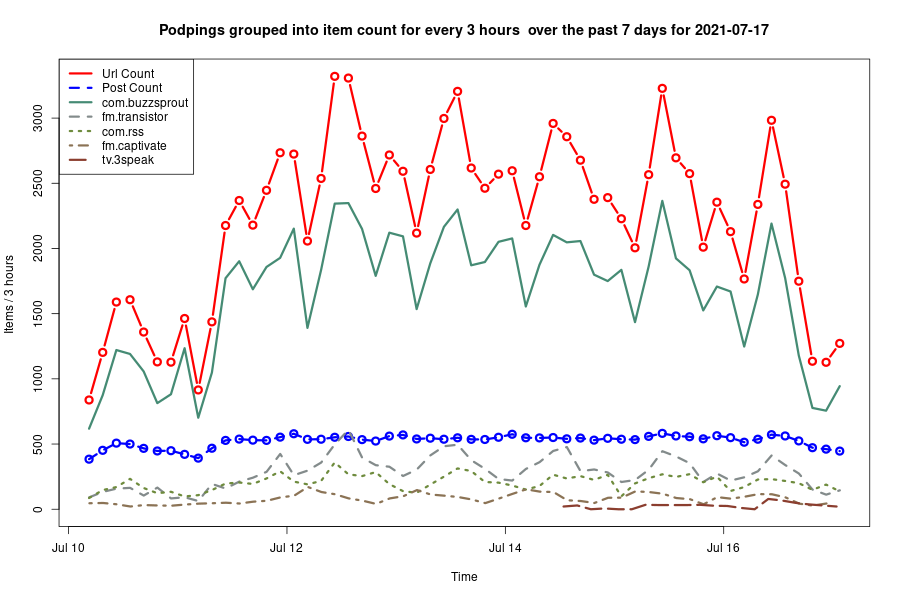 Podpings grouped into item count for every 3 hours  over the past 7 days for 2021-07-17
Url Count
Post Count
com.buzzsprout
fm.transistor
com.rss
fm.captivate
tv.3speak
Items / 3 hours
3000
2500
2000
1500
1000
500
0
Jul 10
Jul 12
Jul 14
Jul 16
Time